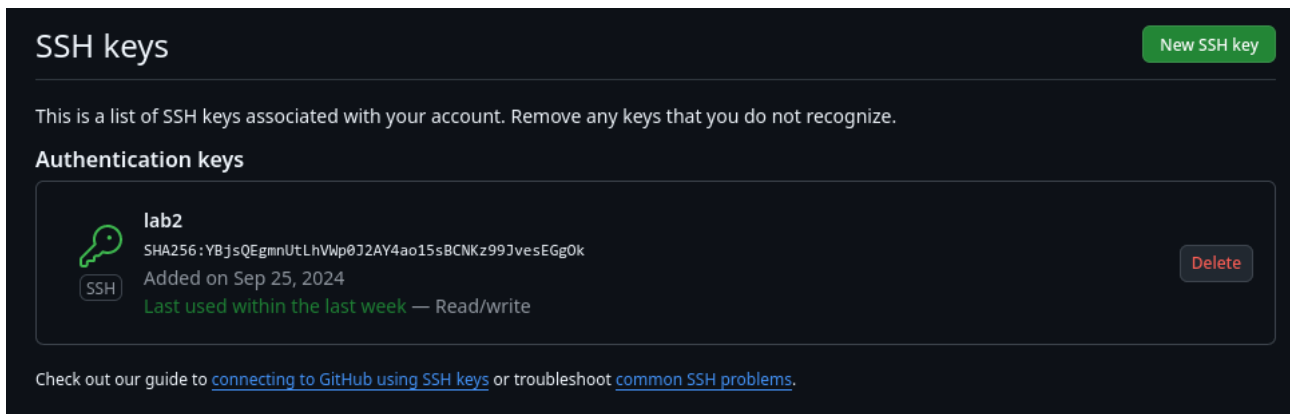 SSH keys
New SSH key
This is a list of SSH keys associated with your account. Remove any keys that you do not recognize.
Authentication keys
lab2
SHA256:YBjsQEgmnUtLhVWp0J2AY4ao15sBCNKz99JvesEGgOk
Added on Sep 25, 2024
SSH
Last used within the last week — Read/write
Delete
Check out our guide to connecting to GitHub using SSH keys or troubleshoot common SSH problems.